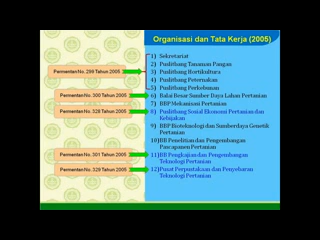 Organisasi dan Tata Kerja (2005)
1) Sekretariat
2) Puslitbang Tanaman Pangan
3) Puslitbang Hortikultura
4) Puslitbang Peternakan
5) Puslitbang Perkebunan
6) Balai Besar Sumber Daya Lahan Pertanian
7) BBP Mekanisasi Pertanian
8) Puslitbang Sosial Ekonomi Pertanian dan
Kebijakan
9) BBP Bioteknologi dan Sumberdaya Genetik
Pertanian
10)BB Penelitian dan Pengembangan
Pascapanen Pertanian
11)BB Pengkajian dan Pengembangan
Teknologi Pertanian
12)Pusat Perpustakaan dan Penyebaran
Teknologi Pertanian
Permentan No. 299 Tahun 2005
Permentan No. 300 Tahun 2005
Permentan No. 328 Tahun 2005
Permentan No. 301 Tahun 2005
Permentan No. 329 Tahun 2005